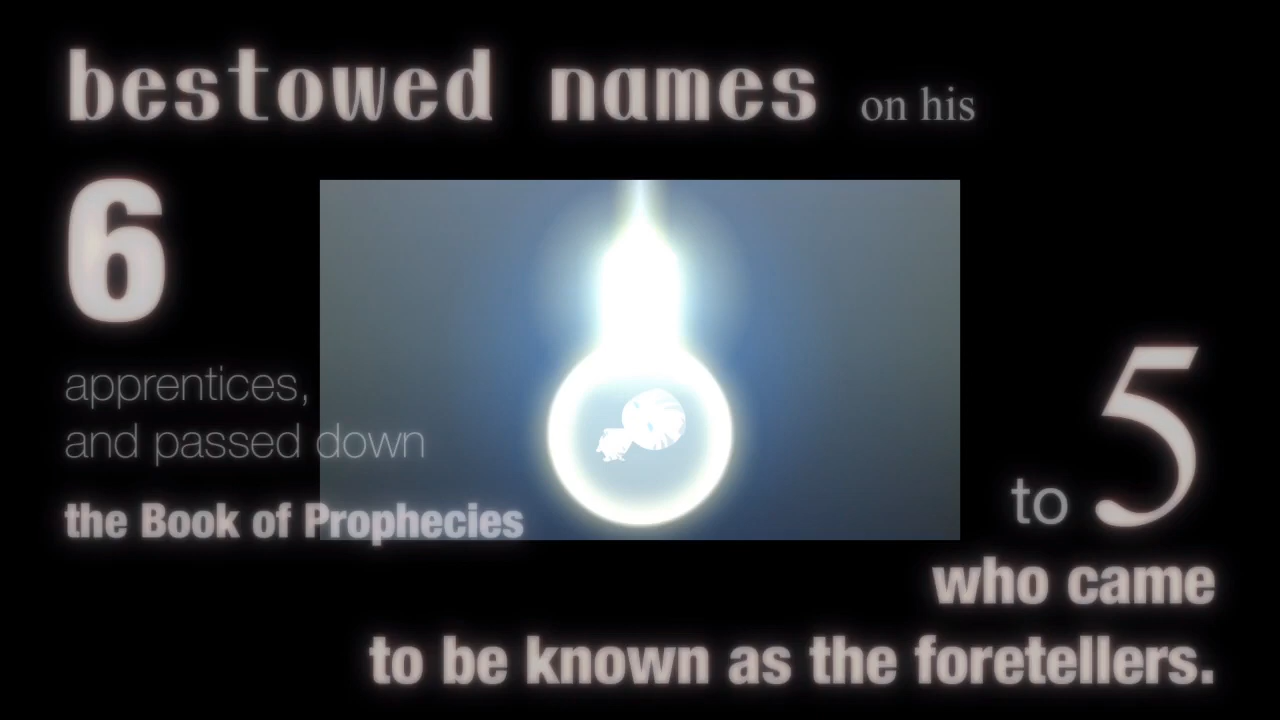 bestowed names on his
6
apprentices,
and passed down
the Book of Prophecies
to 5
who came
to be known as the foretellers.